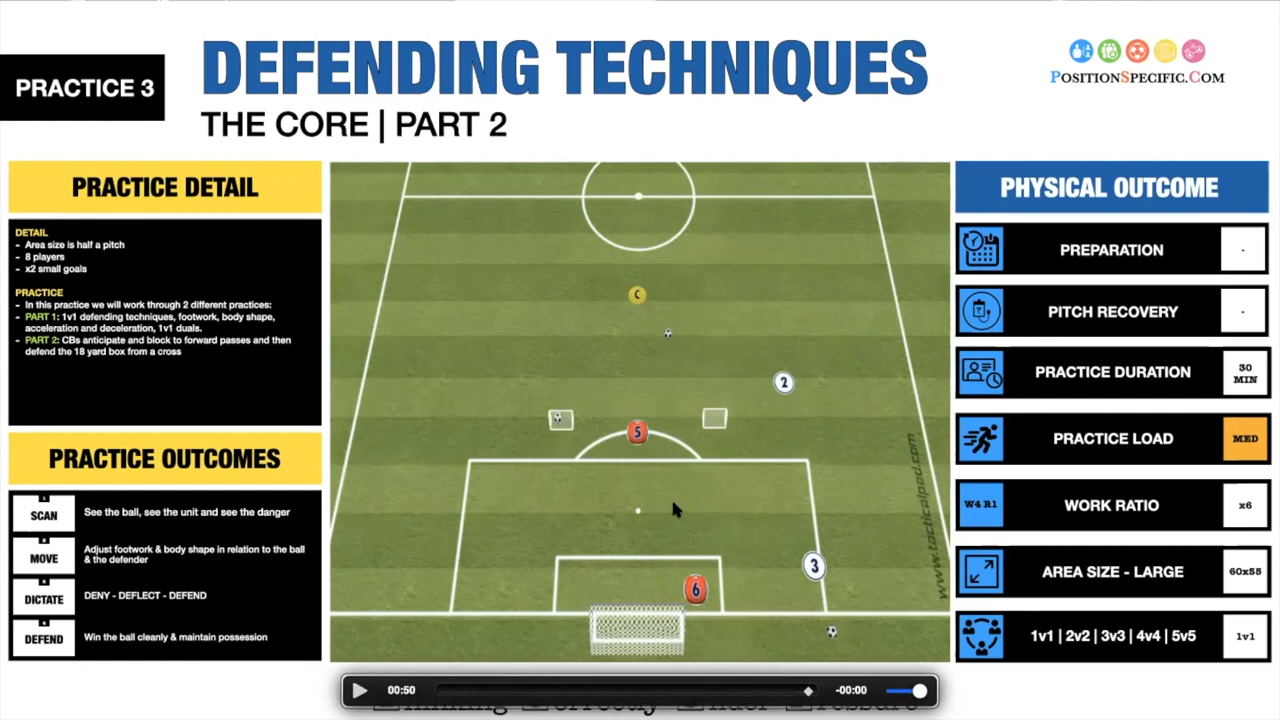 PRACTICE 3
DEFENDING TECHNIQUES
THE CORE | PART 2
POSITIONSPECIFIC.COM
PRACTICE DETAIL
DETAIL
- Area size is half a pitch
- 8 players
- x2 small goals
PRACTICE
- In this practice we will work through 2 different practices:
- PART 1: 1v1 defending techniques, footwork, body shape,
acceleration and deceleration, 1v1 duals.
- PART 2: CBs anticipate and block to forward passes and then
defend the 18 yard box from a cross
PRACTICE OUTCOMES
SCAN
See the ball, see the unit and see the danger
MOVE
Adjust footwork & body shape in relation to the ball
& the defender
DICTATE
DENY - DEFLECT - DEFEND
DEFEND
Win the ball cleanly & maintain possession
C
2
5
3
6
www.tacticalpad.com
PHYSICAL OUTCOME
PREPARATION
-
PITCH RECOVERY
-
PRACTICE DURATION
30
MIN
PRACTICE LOAD
MED
W4 R1
WORK RATIO
x6
AREA SIZE - LARGE
60x55
1v1 | 2v2 | 3v3 | 4v4 | 5v5
1v1
00:50
-00:00